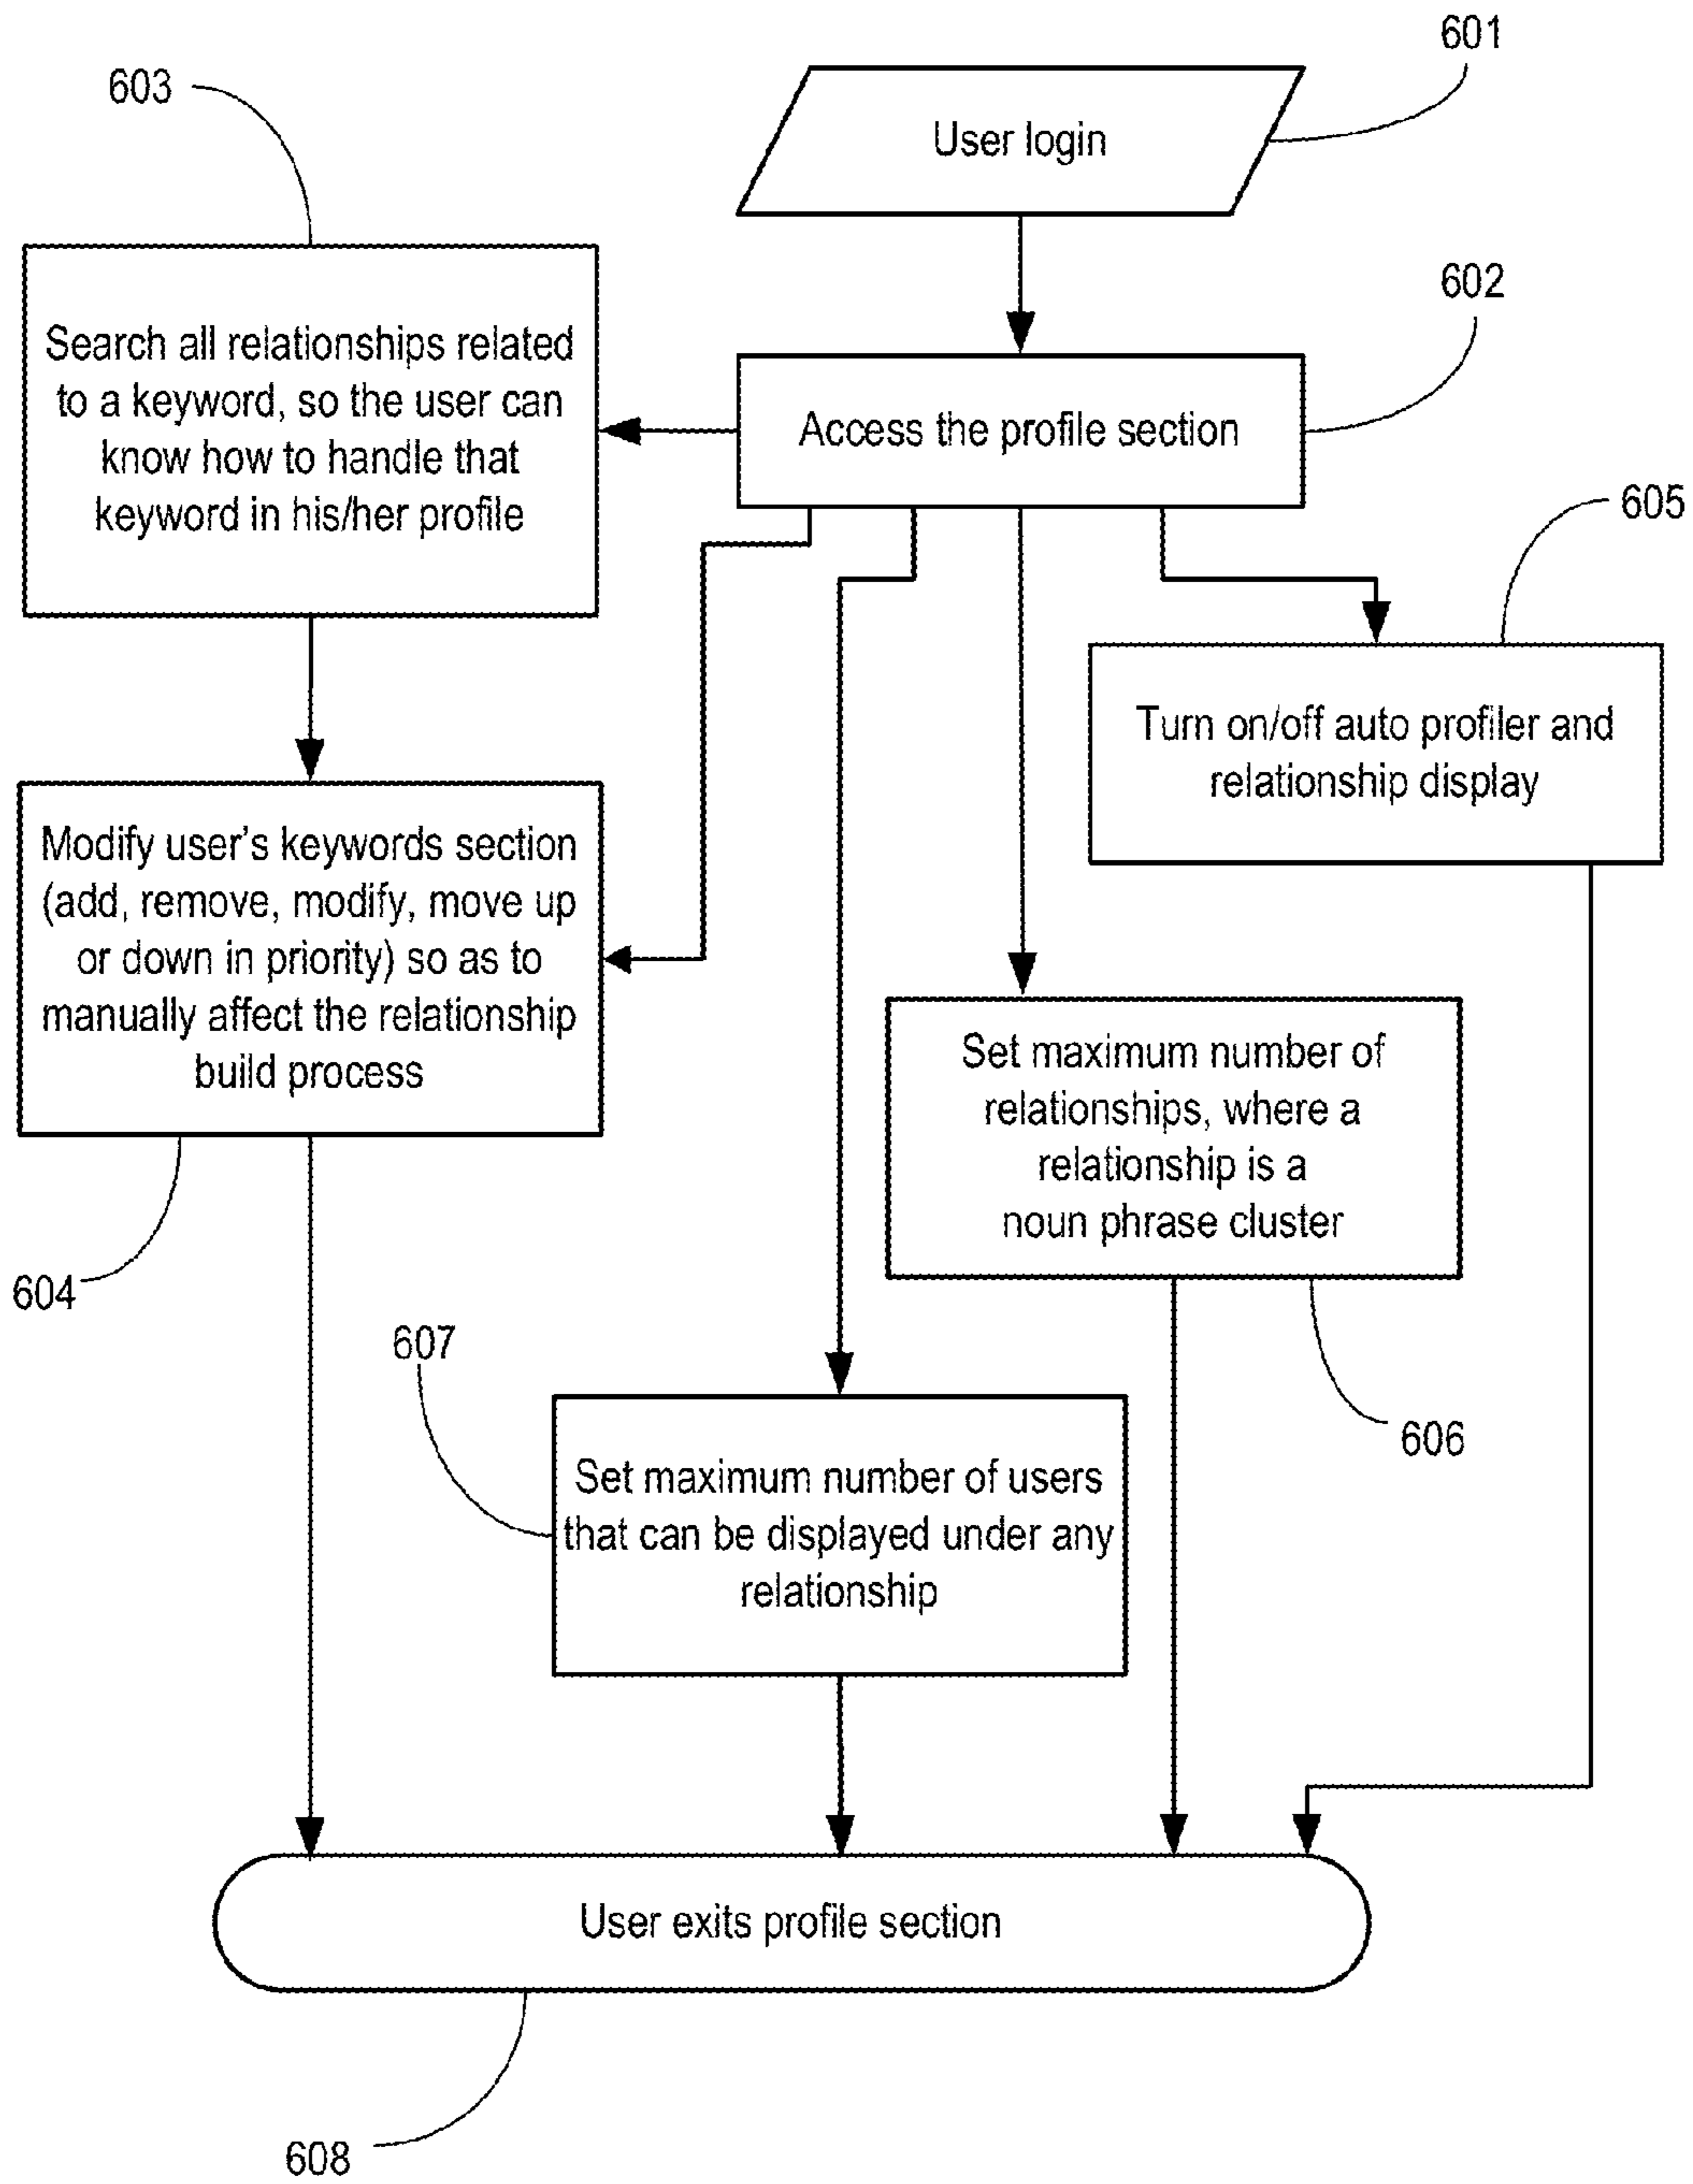 601
User login
603
602
Access the profile section
Search all relationships related
to a keyword, so the user can
know how to handle that
keyword in his/her profile
605
Turn on/off auto profiler and
relationship display
Modify user's keywords section
(add, remove, modify, move up
or down in priority) so as to
manually affect the relationship
build process
604
Set maximum number of
relationships, where a
relationship is a
noun phrase cluster
606
607
Set maximum number of users
that can be displayed under any
relationship
User exits profile section
608